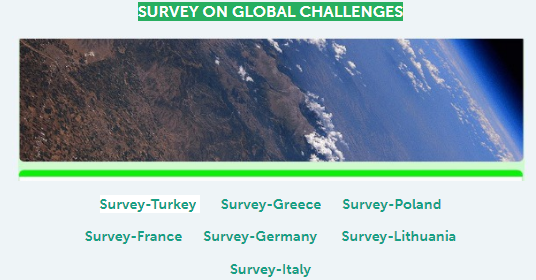 SURVEY ON GLOBAL CHALLENGES
Survey-Turkey Survey-Greece Survey-Poland
Survey-France Survey-Germany Survey-Lithuania
Survey-Italy